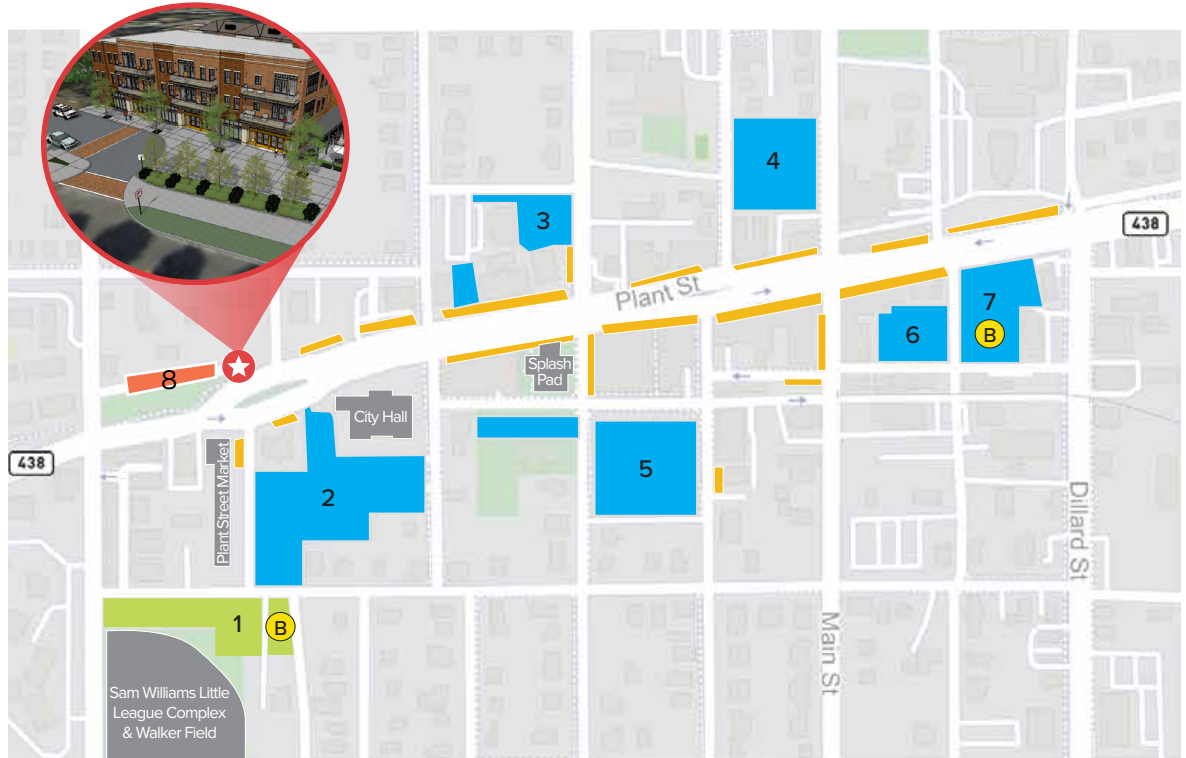 4
3
438
Plant St
7
B
6
Splash
Pad
8
City Hall
438
5
2
Plant Street Market
Dillard St
1
B
Main St
Sam Williams Little
League Complex
& Walker Field